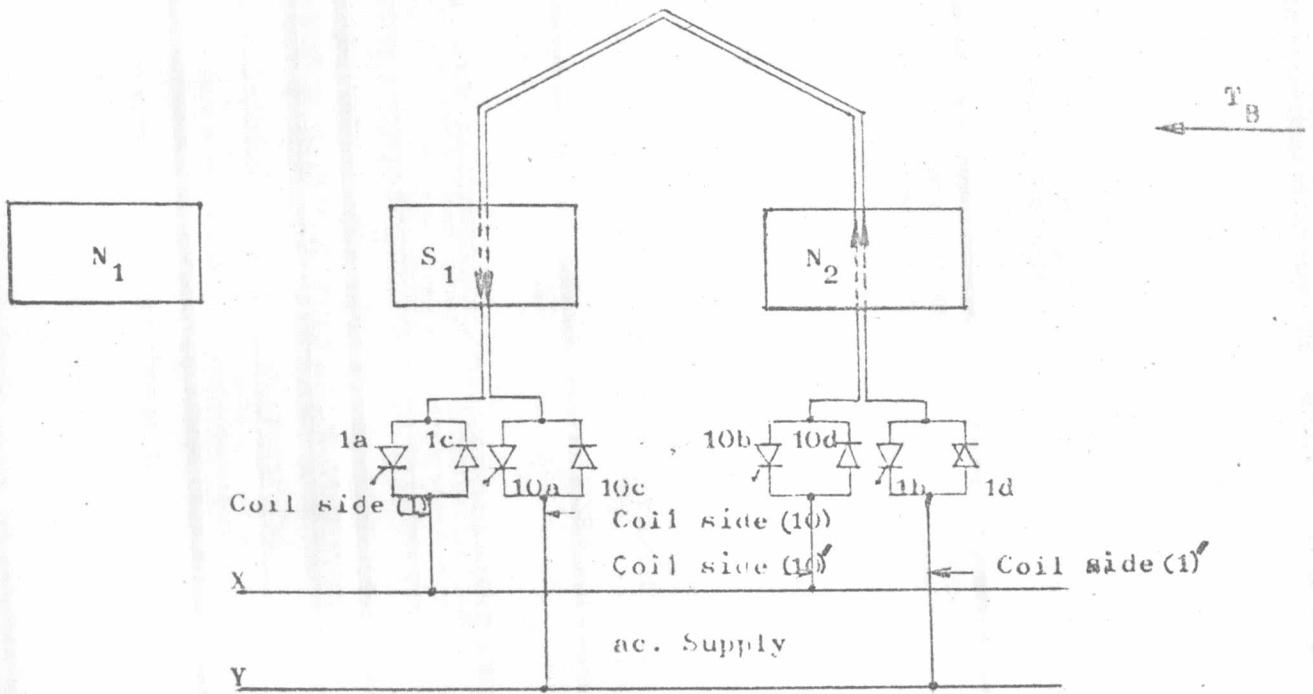 T_B
N_1
S_1
N_2
1a 1c 10b 10d
10a 10c 1b 1d
Coil side (1)
Coil side (10)
Coil side (10)'
Coil side (1)'
X
ac. Supply
Y